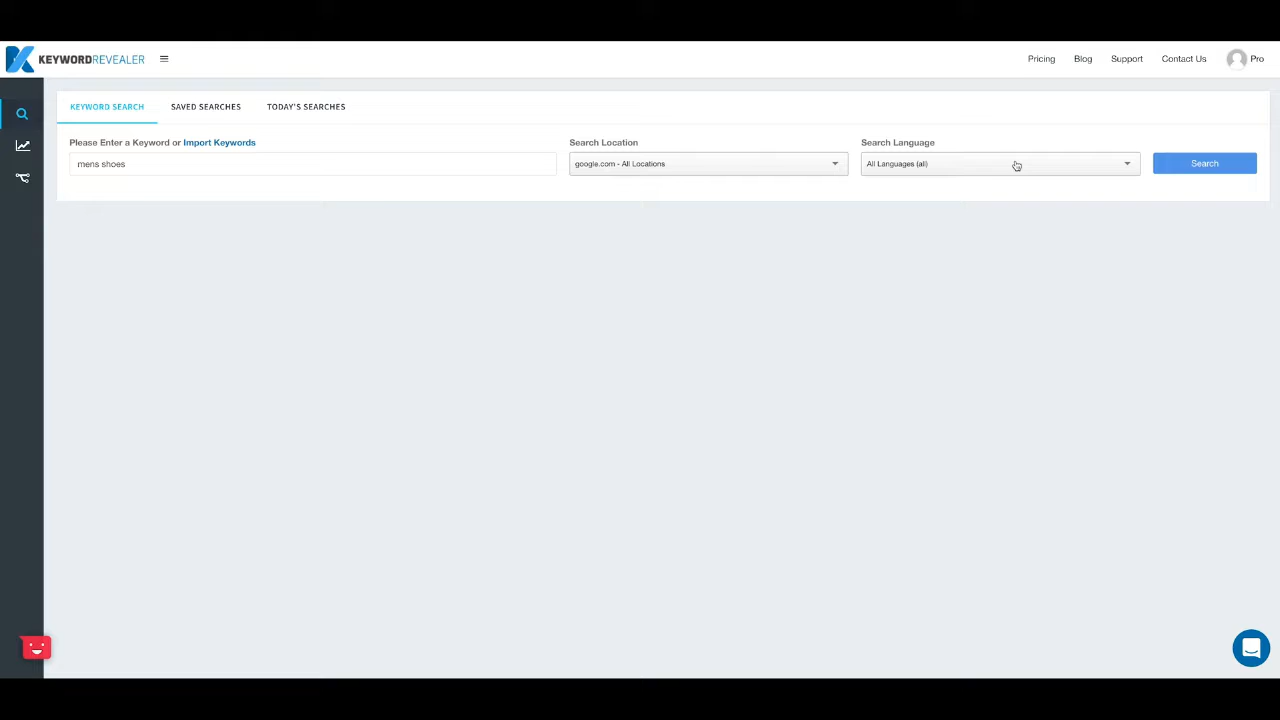 KEYWORDREVEALER
Pricing
Blog
Support
Contact Us
Pro
KEYWORD SEARCH
SAVED SEARCHES
TODAY'S SEARCHES
Please Enter a Keyword or Import Keywords
Search Location
Search Language
mens shoes
google.com - All Locations
All Languages (all)
Search